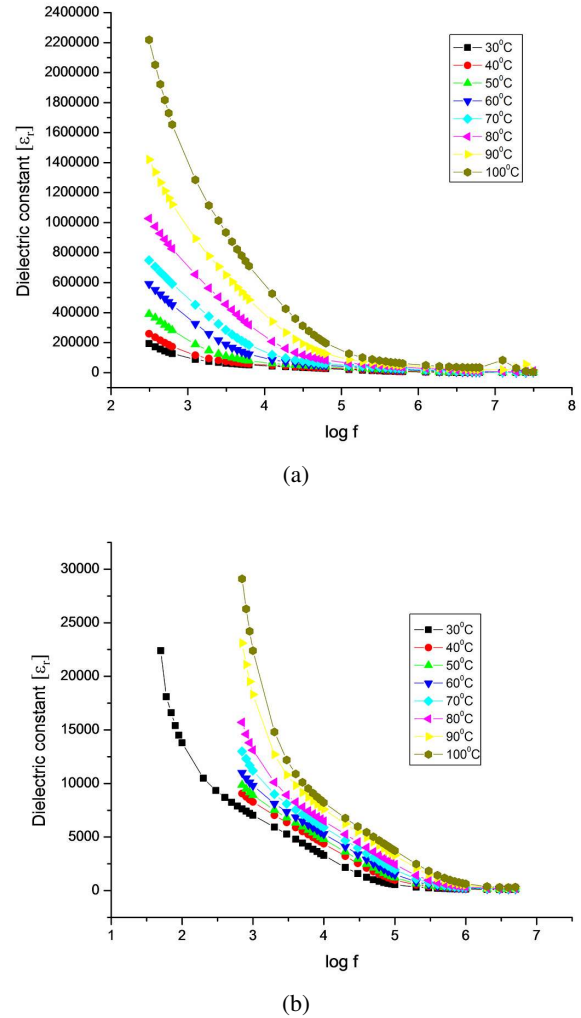 2400000
2200000
2000000
1800000
1600000
1400000
1200000
1000000
800000
600000
400000
200000
0
Dielectric constant [εr.]
30⁰C
40⁰C
50⁰C
60⁰C
70⁰C
80⁰C
90⁰C
100⁰C
2 3 4 5 6 7 8
log f
(a)
30000
25000
20000
15000
10000
5000
0
Dielectric constant [εr.]
30⁰C
40⁰C
50⁰C
60⁰C
70⁰C
80⁰C
90⁰C
100⁰C
1 2 3 4 5 6 7 8
log f
(b)